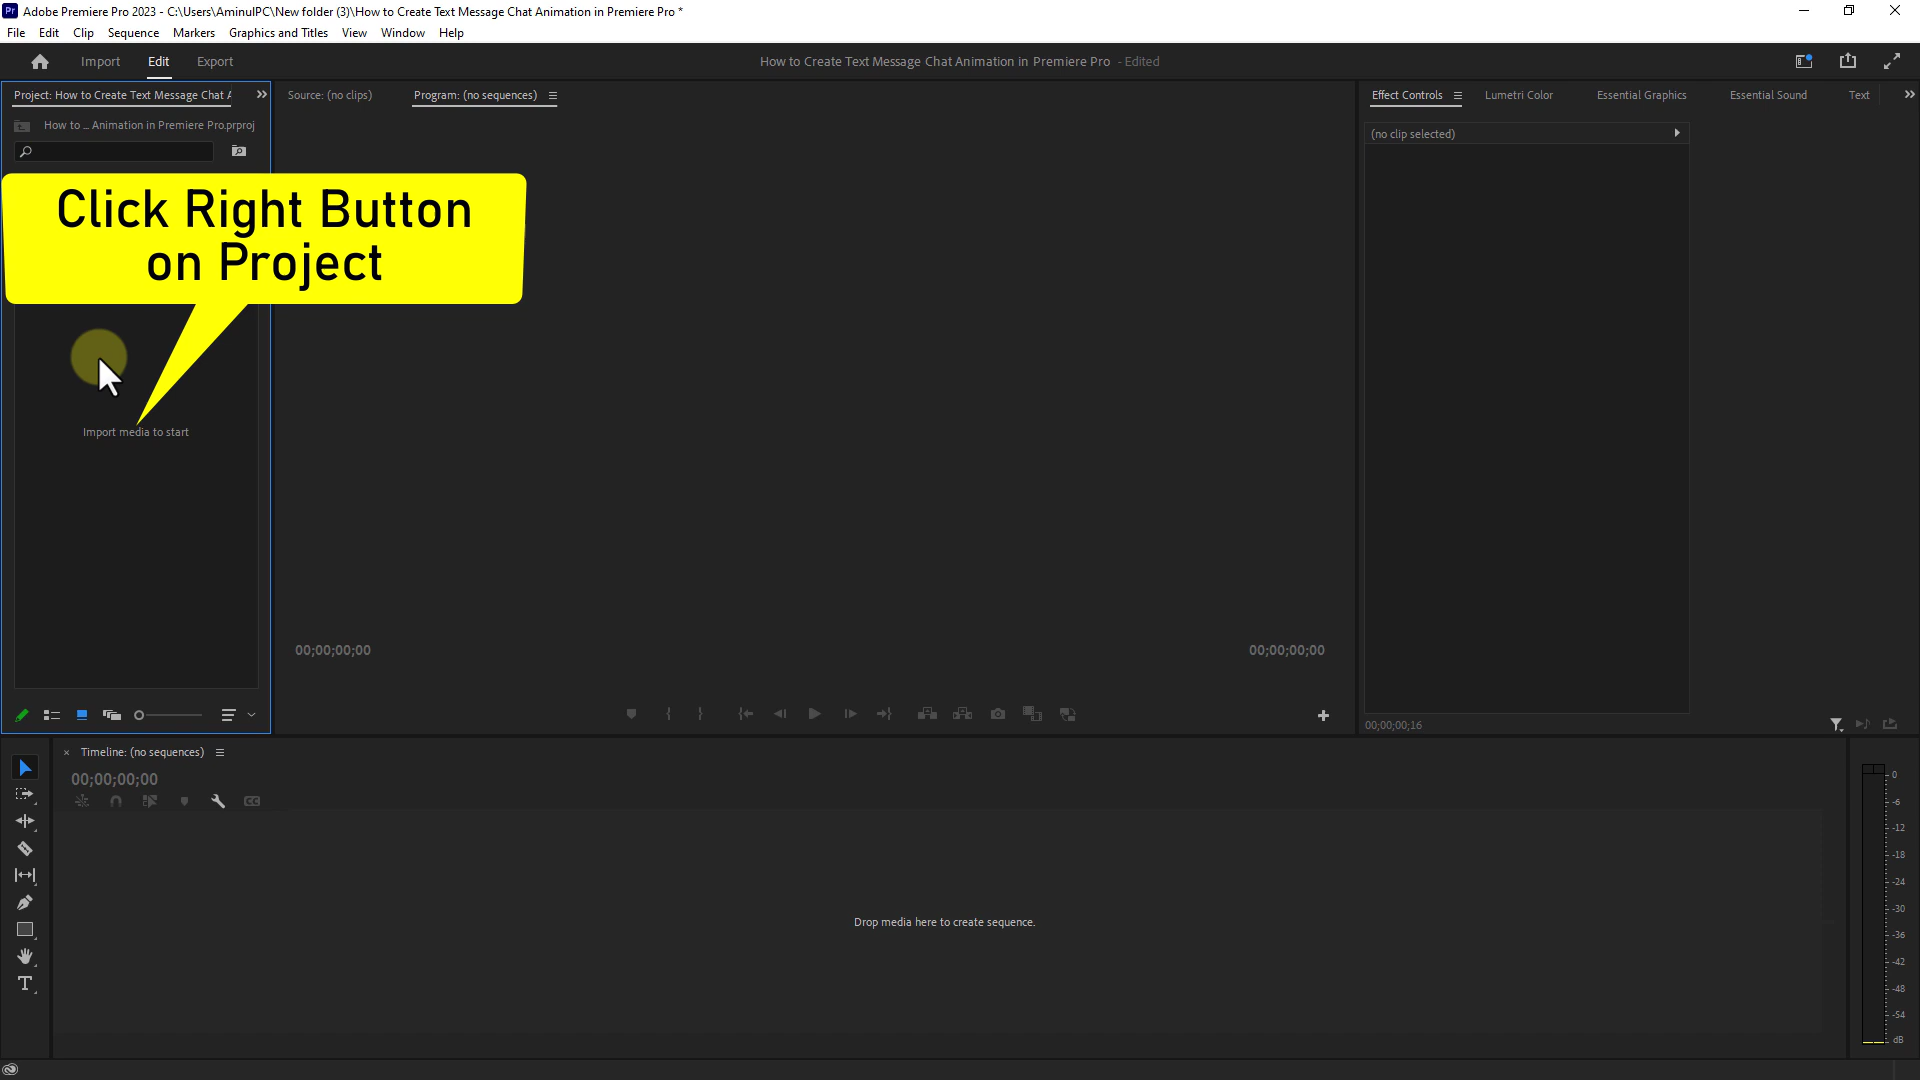 Adobe Premiere Pro 2023 - C:\Users\AminulPC\New folder (3)\How to Create Text Message Chat Animation in Premiere Pro *
File Edit Clip Sequence Markers Graphics and Titles View Window Help
Import Edit Export
How to Create Text Message Chat Animation in Premiere Pro - Edited
Project: How to Create Text Message Chat A
Source: (no clips)
Program: (no sequences)
Effect Controls
Lumetri Color
Essential Graphics
Essential Sound
Text
How to ... Animation in Premiere Pro.prproj
(no clip selected)
Click Right Button
on Project
Import media to start
00;00;00;00
00;00;00;00
00;00;00;16
Timeline: (no sequences)
00;00;00;00
Drop media here to create sequence.
0
-6
-12
-18
-24
-30
-36
-42
-48
-54
dB